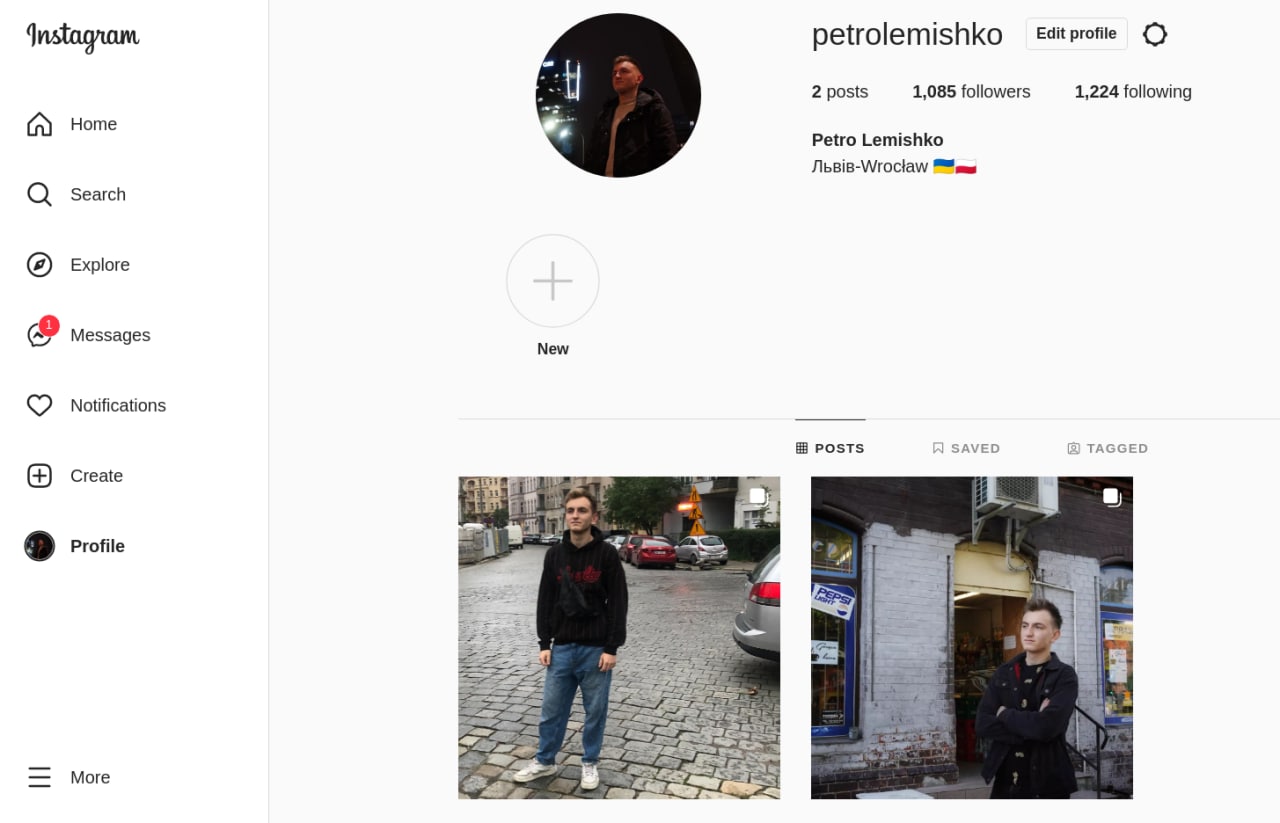 Instagram
Home
Search
Explore
1
Messages
Notifications
Create
Profile
More
petrolemishko
Edit profile
2 posts
1,085 followers
1,224 following
Petro Lemishko
Львів-Wrocław 🇺🇦🇵🇱
New
POSTS
SAVED
TAGGED
PEPSI
LIGHT